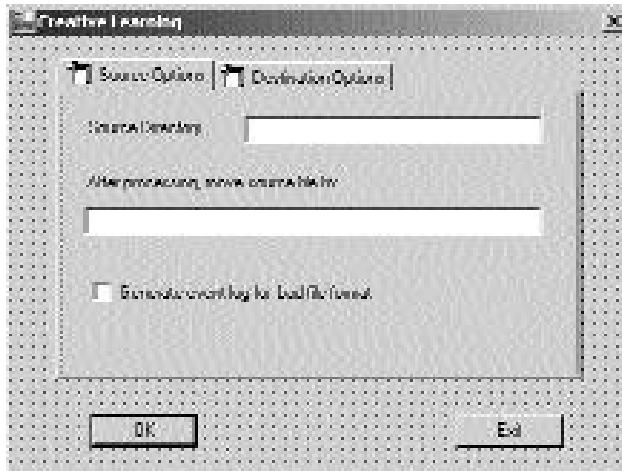 Creative Learning
Source Options
Destination Options
Source Directory
After processing, move source file to:
Generate event log for bad file format
OK
Exit